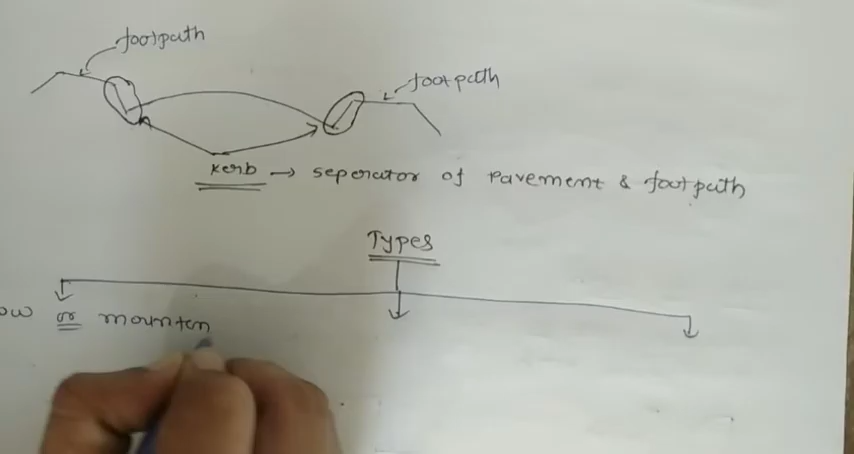 footpath
footpath
Kerb → seperator of Pavement & footpath
Types
ow or mountan